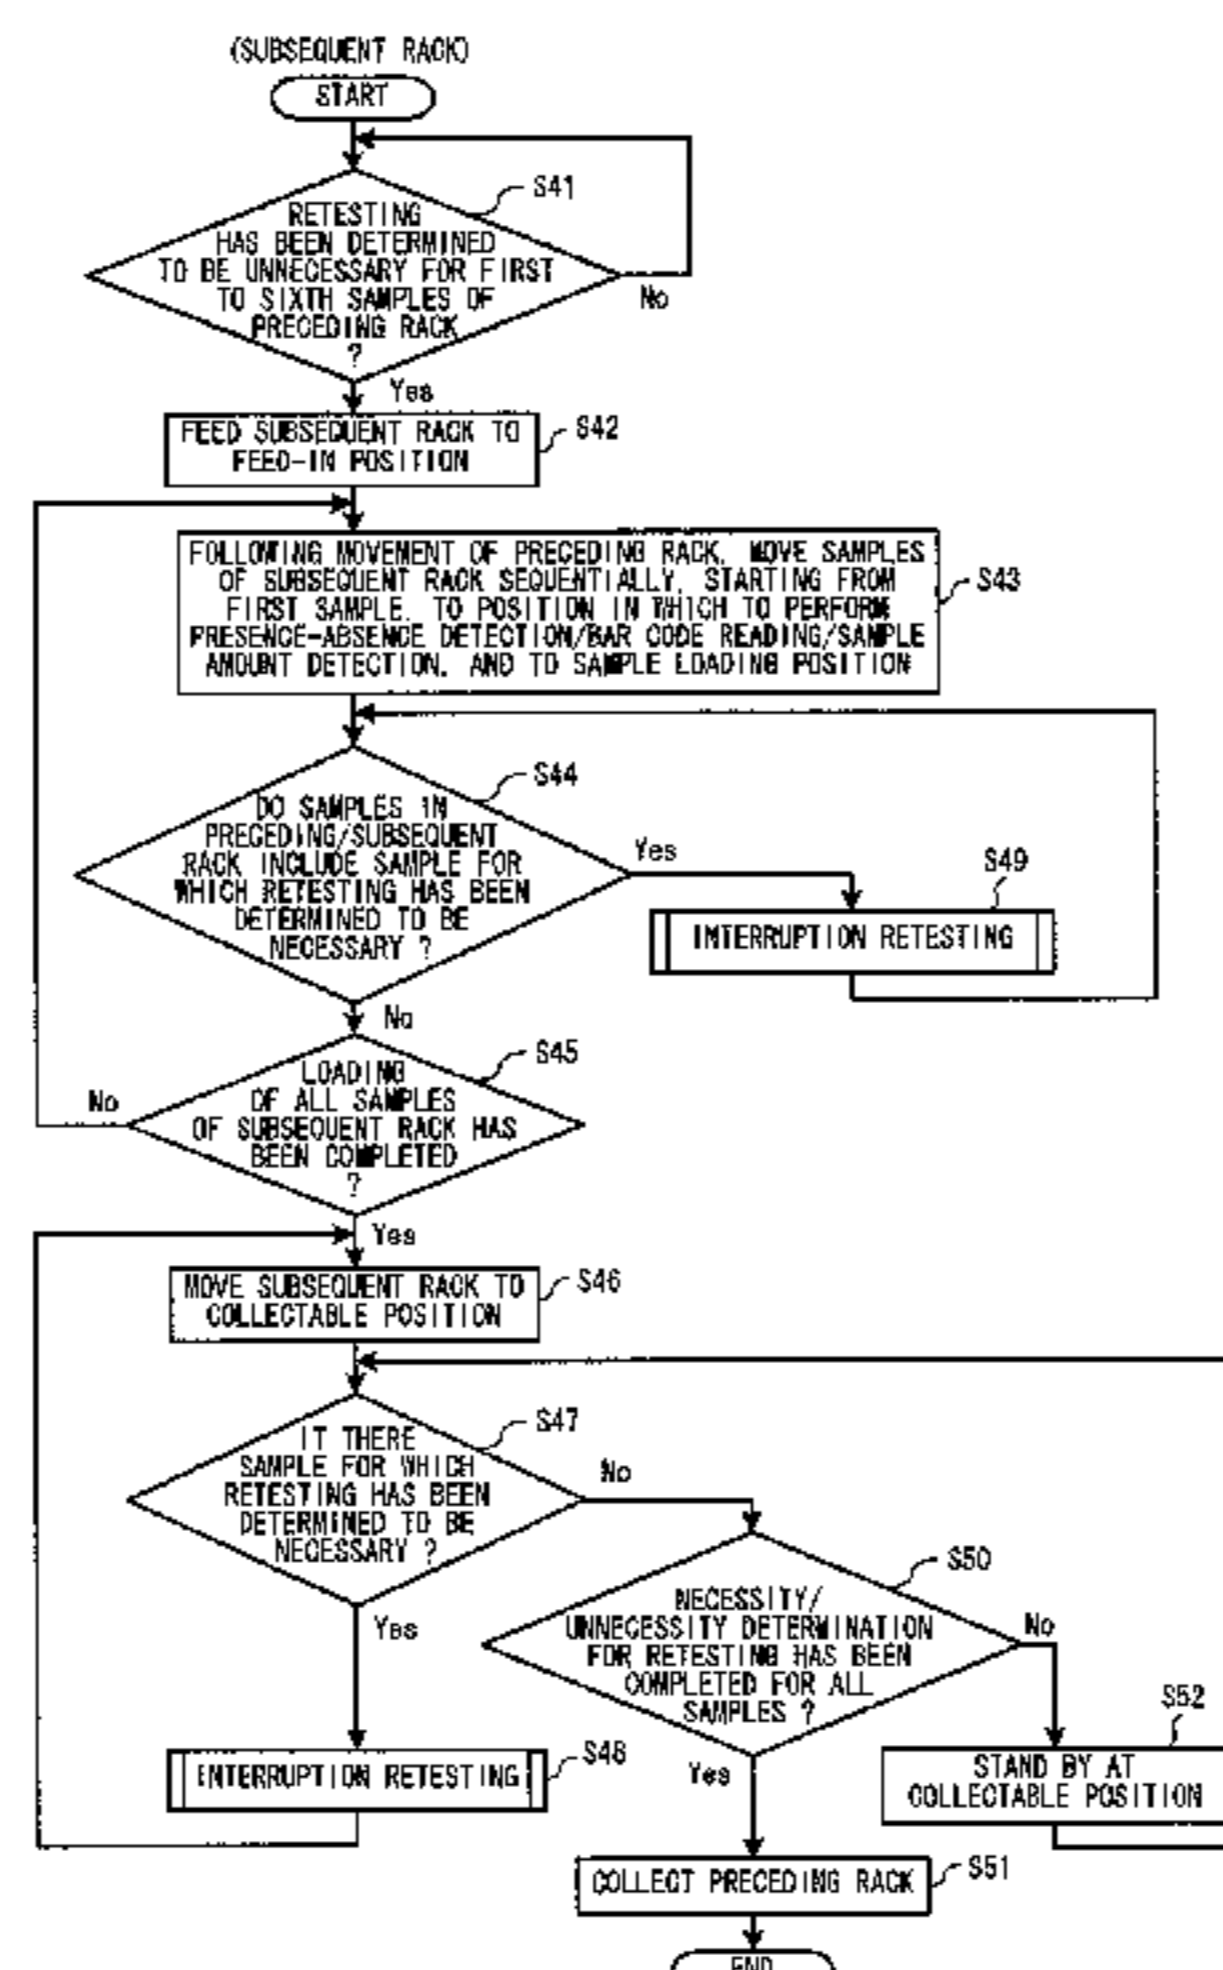 (SUBSEQUENT RACK)
START
S41
RETESTING
HAS BEEN DETERMINED
TO BE UNNECESSARY FOR FIRST
TO SIXTH SAMPLES OF
PRECEDING RACK
?
No
Yes
S42
FEED SUBSEQUENT RACK TO
FEED-IN POSITION
S43
FOLLOWING MOVEMENT OF PRECEDING RACK, MOVE SAMPLES
OF SUBSEQUENT RACK SEQUENTIALLY, STARTING FROM
FIRST SAMPLE, TO POSITION IN WHICH TO PERFORM
PRESENCE-ABSENCE DETECTION/BAR CODE READING/SAMPLE
AMOUNT DETECTION, AND TO SAMPLE LOADING POSITION
S44
DO SAMPLES IN
PRECEDING/SUBSEQUENT
RACK INCLUDE SAMPLE FOR
WHICH RETESTING HAS BEEN
DETERMINED TO BE
NECESSARY ?
Yes
S49
INTERRUPTION RETESTING
No
S45
LOADING
OF ALL SAMPLES
OF SUBSEQUENT RACK HAS
BEEN COMPLETED
?
No
Yes
S46
MOVE SUBSEQUENT RACK TO
COLLECTABLE POSITION
S47
IT THERE
SAMPLE FOR WHICH
RETESTING HAS BEEN
DETERMINED TO BE
NECESSARY ?
No
Yes
S50
NECESSITY/
UNNECESSITY DETERMINATION
FOR RETESTING HAS BEEN
COMPLETED FOR ALL
SAMPLES ?
No
Yes
S52
STAND BY AT
COLLECTABLE POSITION
S48
INTERRUPTION RETESTING
S51
COLLECT PRECEDING RACK
END